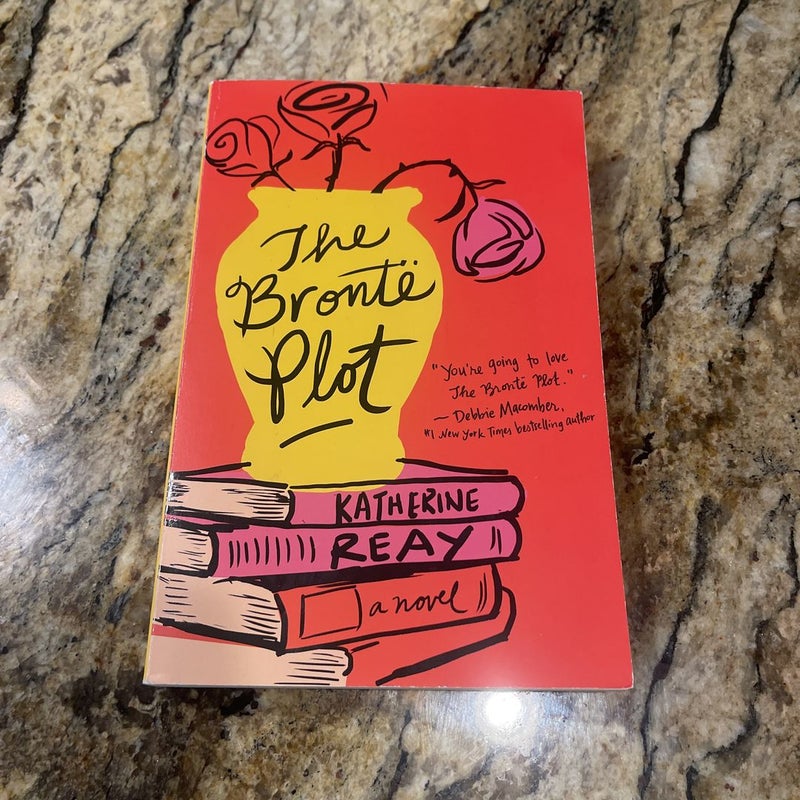 The
Brontë
Plot
"You're going to love
The Brontë Plot."
~ Debbie Macomber,
#1 New York Times bestselling author
KATHERINE
REAY
a novel